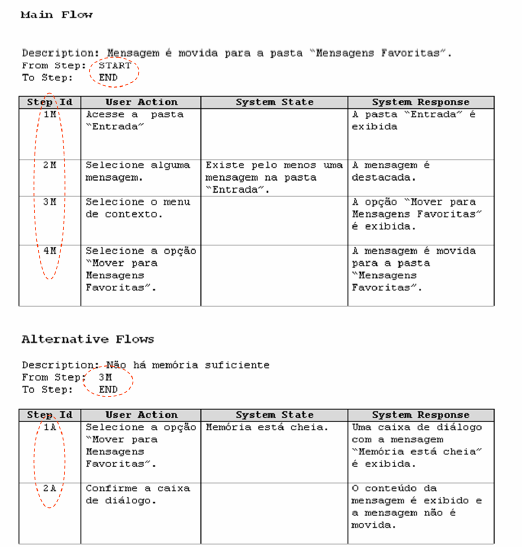 Main Flow
Description: Mensagem é movida para a pasta "Mensagens Favoritas".
From Step: START
To Step: END
Step Id User Action System State System Response
1M Acesse a pasta "Entrada" A pasta "Entrada" é exibida
2M Selecione alguma mensagem. Existe pelo menos uma mensagem na pasta "Entrada". A mensagem é destacada.
3M Selecione o menu de contexto. A opção "Mover para Mensagens Favoritas" é exibida.
4M Selecione a opção "Mover para Mensagens Favoritas". A mensagem é movida para a pasta "Mensagens Favoritas".
Alternative Flows
Description: Não há memória suficiente
From Step: 3M
To Step: END
Step Id User Action System State System Response
1A Selecione a opção "Mover para Mensagens Favoritas". Memória está cheia. Uma caixa de diálogo com a mensagem "Memória está cheia" é exibida.
2A Confirme a caixa de diálogo. O conteúdo da mensagem é exibido e a mensagem não é movida.